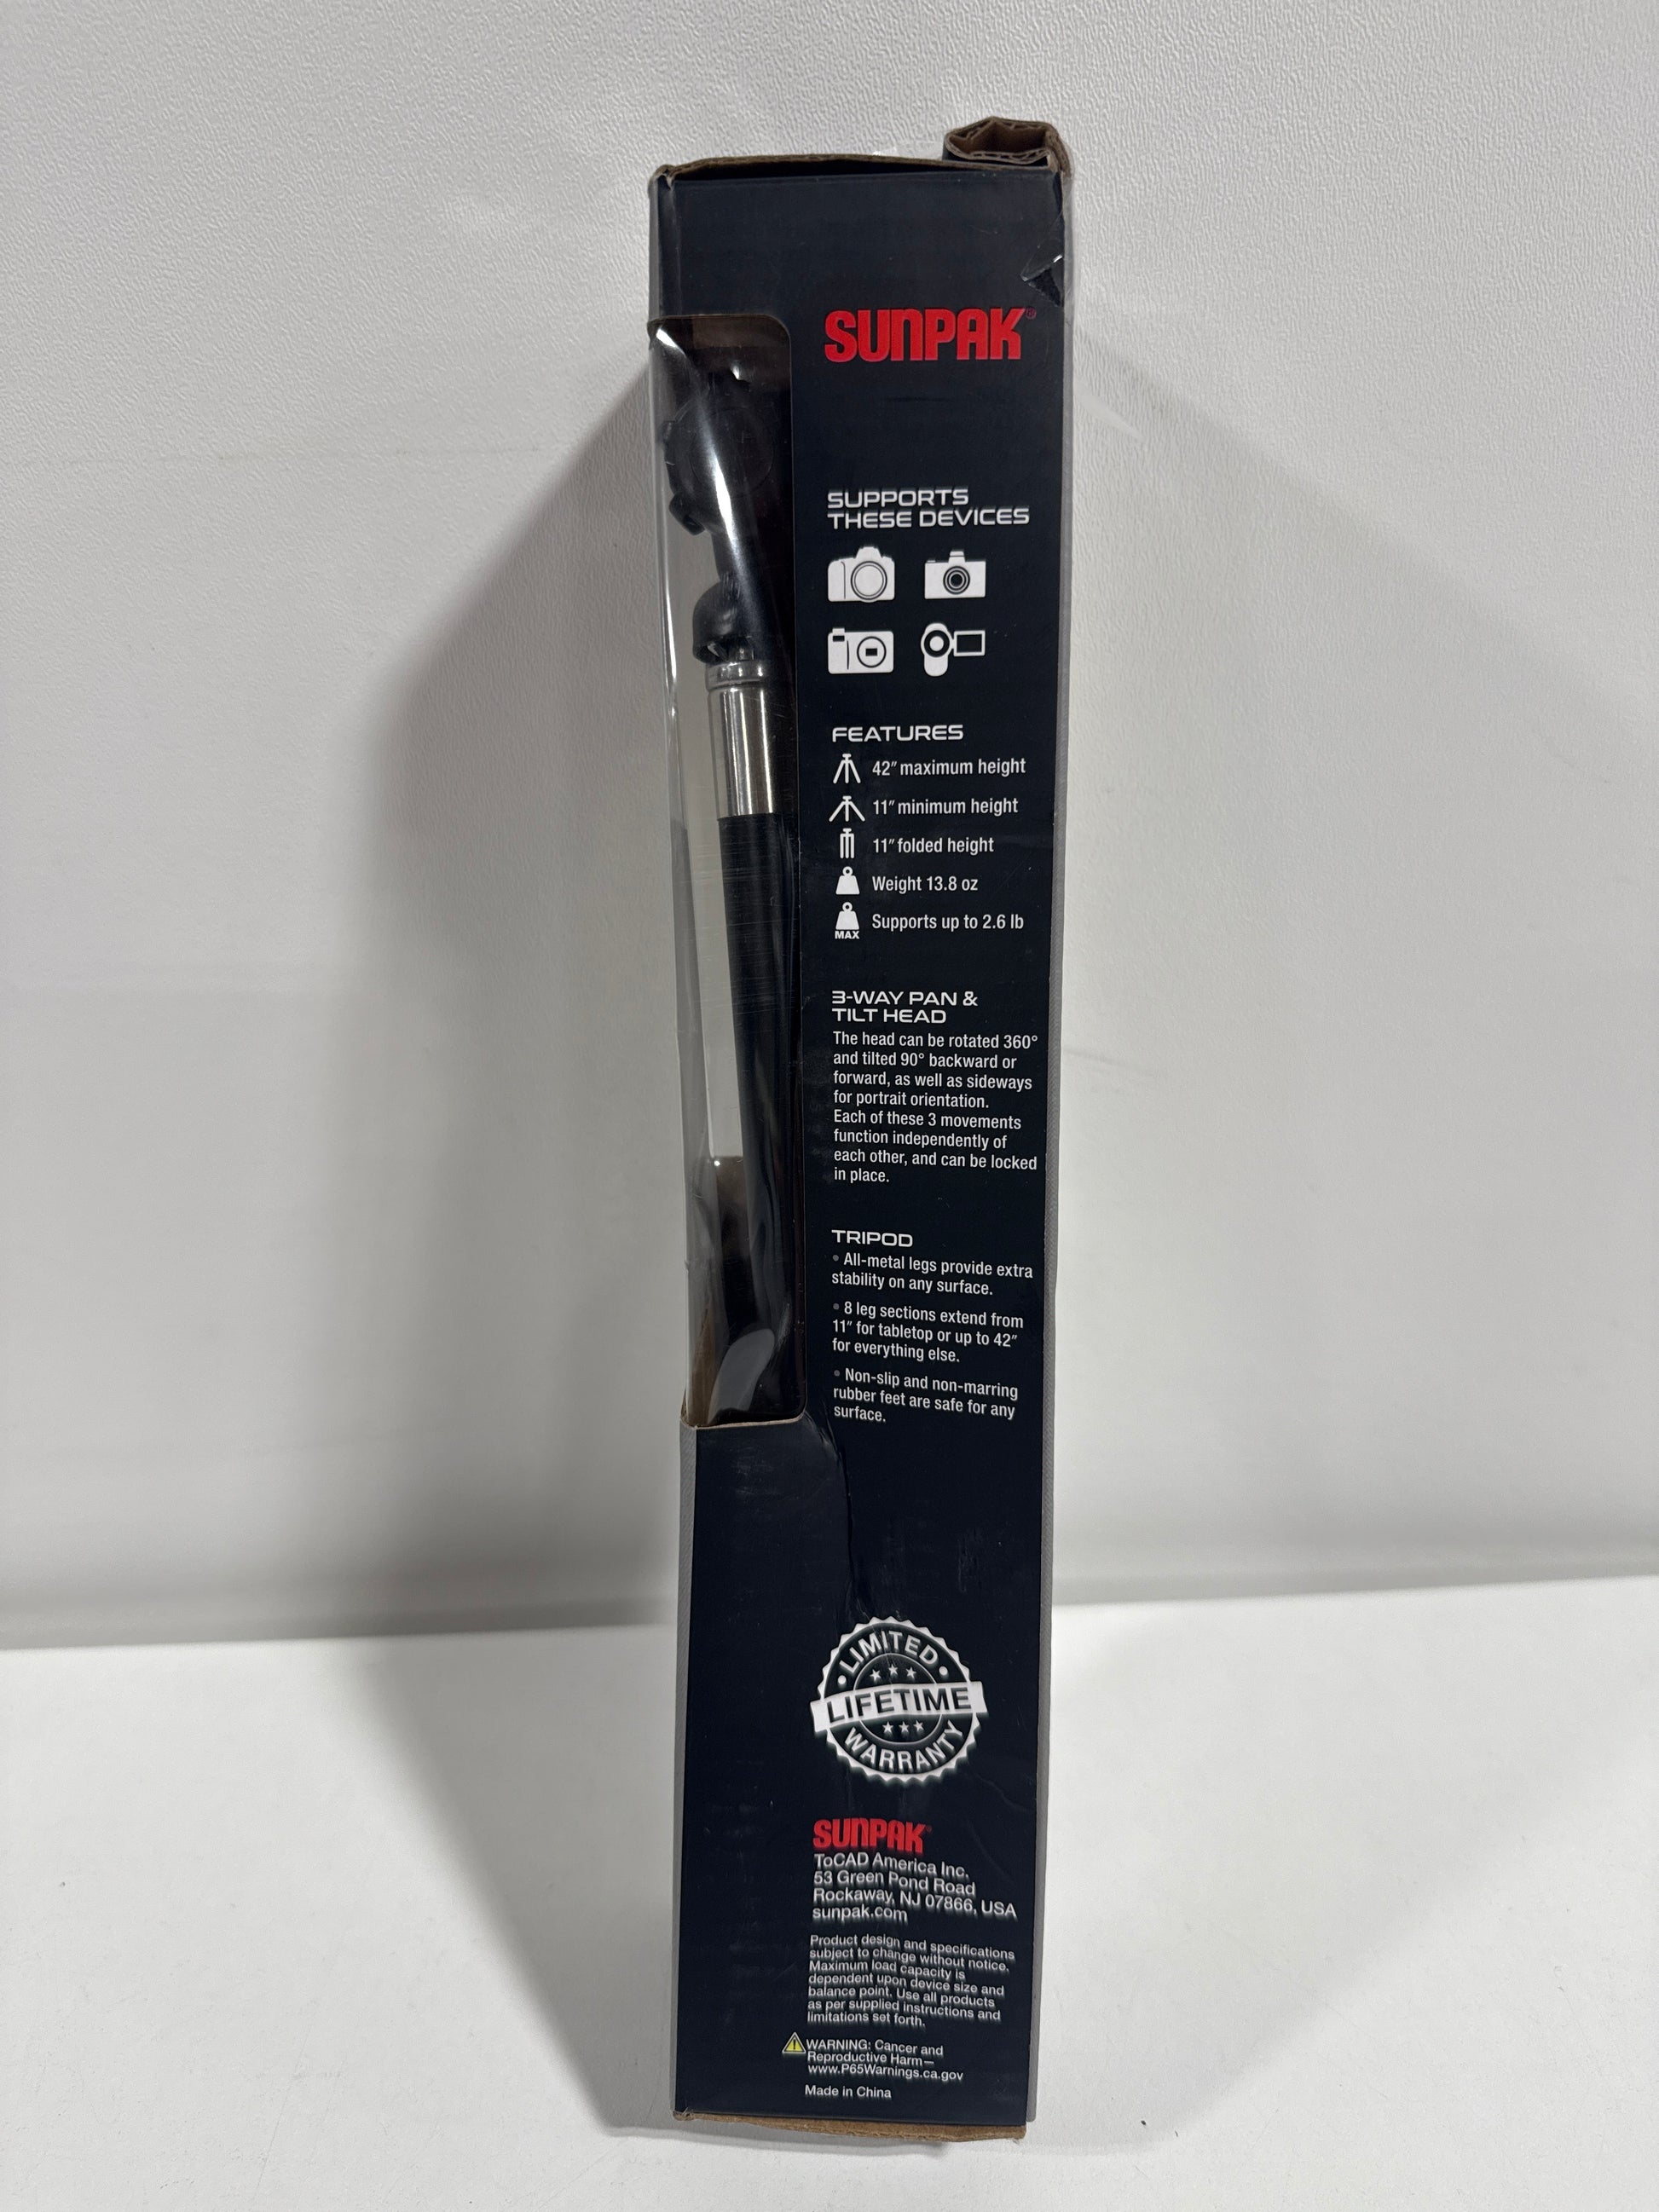 SUNPAK®
SUPPORTS
THESE DEVICES
FEATURES
42″ maximum height
11″ minimum height
11″ folded height
Weight 13.8 oz
MAX
Supports up to 2.6 lb
3-WAY PAN &
TILT HEAD
The head can be rotated 360°
and tilted 90° backward or
forward, as well as sideways
for portrait orientation.
Each of these 3 movements
function independently of
each other, and can be locked
in place.
TRIPOD
• All-metal legs provide extra
stability on any surface.
• 8 leg sections extend from
11″ for tabletop or up to 42″
for everything else.
• Non-slip and non-marring
rubber feet are safe for any
surface.
LIMITED
LIFETIME
WARRANTY
SUNPAK®
ToCAD America Inc.
53 Green Pond Road
Rockaway, NJ 07866, USA
sunpak.com
Product design and specifications
subject to change without notice.
Maximum load capacity is
dependent upon device size and
balance point. Use all products
as per supplied instructions and
limitations set forth.
WARNING: Cancer and
Reproductive Harm—
www.P65Warnings.ca.gov
Made in China